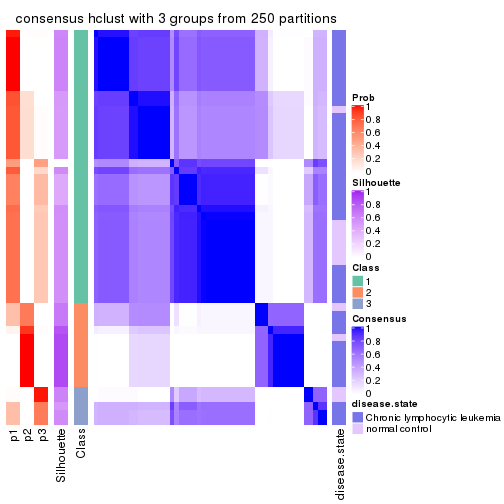 consensus hclust with 3 groups from 250 partitions
Prob
1
0.8
0.6
0.4
0.2
0
Silhouette
1
0.8
0.6
0.4
0.2
0
Class
1
2
3
Consensus
1
0.8
0.6
0.4
0.2
0
disease.state
Chronic lymphocytic leukemia
normal control
p1
p2
p3
Silhouette
Class
disease.state